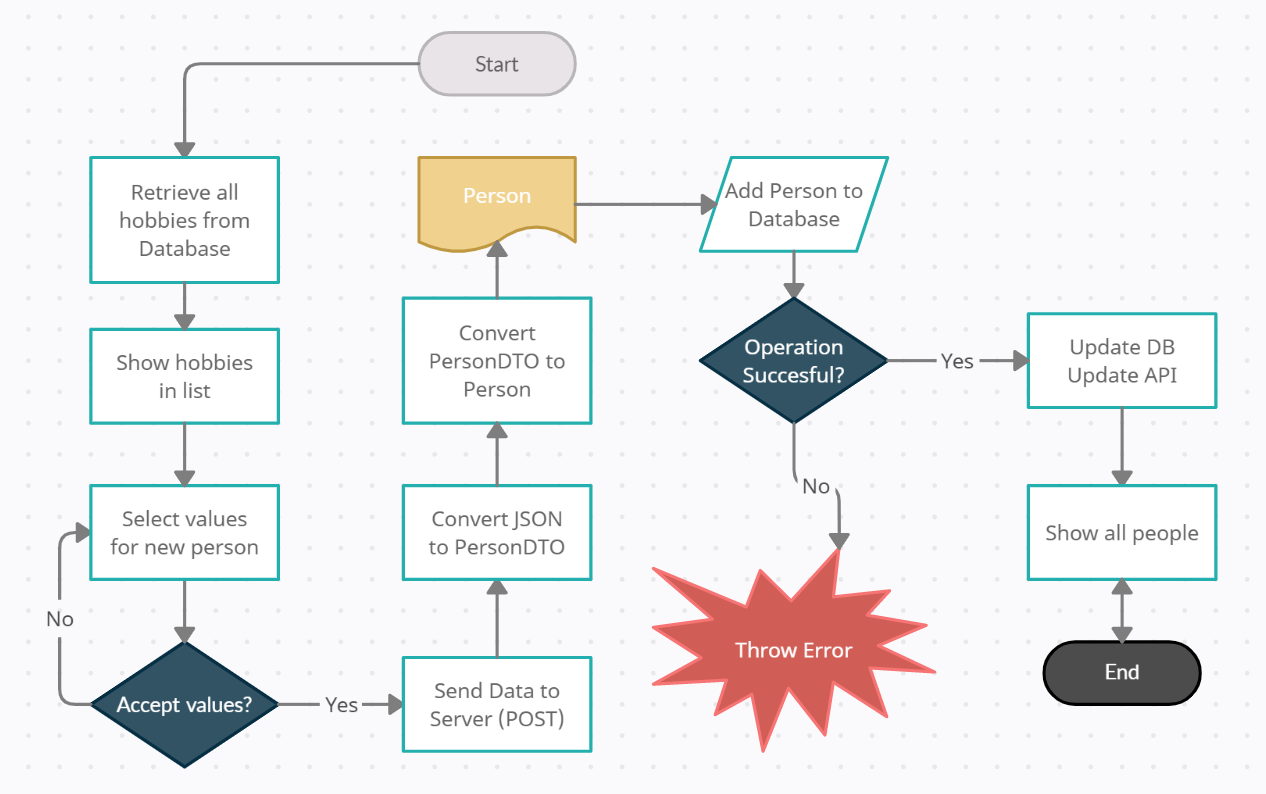 Start
Retrieve all
hobbies from
Database
Show hobbies
in list
Select values
for new person
No
Accept values?
Yes
Send Data to
Server (POST)
Convert JSON
to PersonDTO
Convert
PersonDTO to
Person
Person
Add Person to
Database
Operation
Succesful?
Yes
No
Throw Error
Update DB
Update API
Show all people
End